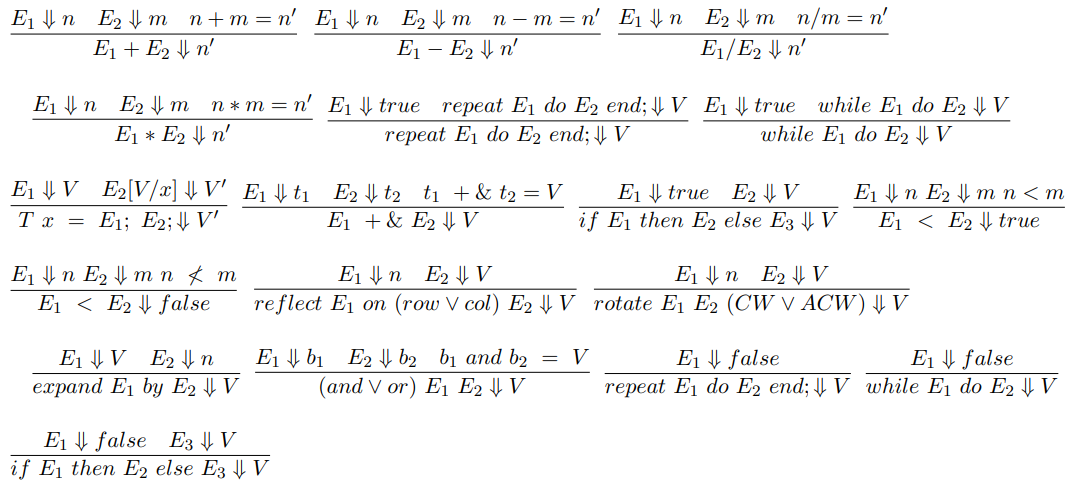 E₁ ⇓ n E₂ ⇓ m n + m = n′ E₁ ⇓ n E₂ ⇓ m n − m = n′ E₁ ⇓ n E₂ ⇓ m n/m = n′
E₁ + E₂ ⇓ n′ E₁ − E₂ ⇓ n′ E₁/E₂ ⇓ n′
E₁ ⇓ n E₂ ⇓ m n ∗ m = n′ E₁ ⇓ true repeat E₁ do E₂ end; ⇓ V E₁ ⇓ true while E₁ do E₂ ⇓ V
E₁ ∗ E₂ ⇓ n′ repeat E₁ do E₂ end; ⇓ V while E₁ do E₂ ⇓ V
E₁ ⇓ V E₂[V/x] ⇓ V′ E₁ ⇓ t₁ E₂ ⇓ t₂ t₁ +& t₂ = V E₁ ⇓ true E₂ ⇓ V E₁ ⇓ n E₂ ⇓ m n < m
T x = E₁; E₂; ⇓ V′ E₁ +& E₂ ⇓ V if E₁ then E₂ else E₃ ⇓ V E₁ < E₂ ⇓ true
E₁ ⇓ n E₂ ⇓ m n ≮ m E₁ ⇓ n E₂ ⇓ V E₁ ⇓ n E₂ ⇓ V
E₁ < E₂ ⇓ false reflect E₁ on (row ∨ col) E₂ ⇓ V rotate E₁ E₂ (CW ∨ ACW) ⇓ V
E₁ ⇓ V E₂ ⇓ n E₁ ⇓ b₁ E₂ ⇓ b₂ b₁ and b₂ = V E₁ ⇓ false E₁ ⇓ false
expand E₁ by E₂ ⇓ V (and ∨ or) E₁ E₂ ⇓ V repeat E₁ do E₂ end; ⇓ V while E₁ do E₂ ⇓ V
E₁ ⇓ false E₃ ⇓ V
if E₁ then E₂ else E₃ ⇓ V